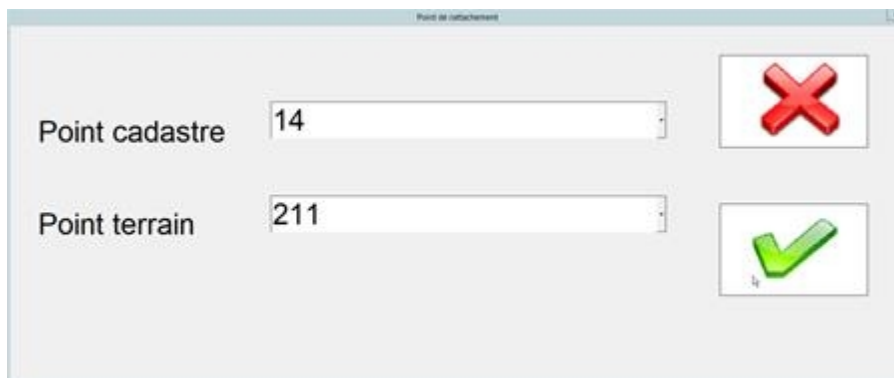 Point de rattachement
Point cadastre
14
Point terrain
211